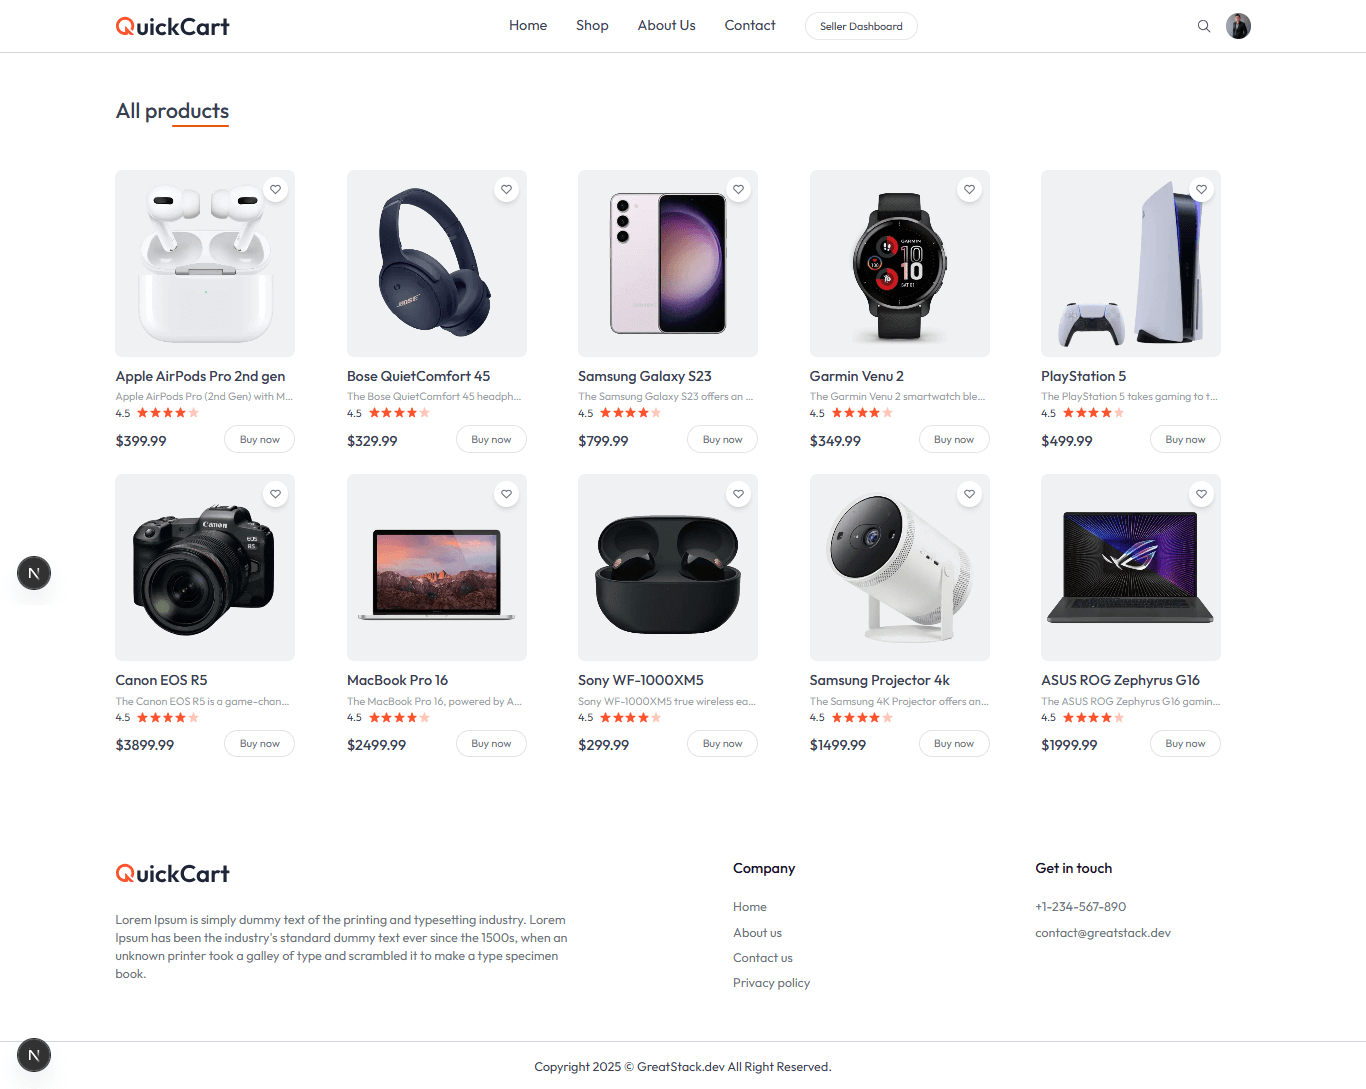 QuickCart
Home Shop About Us Contact Seller Dashboard
All products
BOSE
GARMIN
10
10
Apple AirPods Pro 2nd gen
Apple AirPods Pro (2nd Gen) with M...
4.5
$399.99 Buy now
Bose QuietComfort 45
The Bose QuietComfort 45 headph...
4.5
$329.99 Buy now
Samsung Galaxy S23
The Samsung Galaxy S23 offers an ...
4.5
$799.99 Buy now
Garmin Venu 2
The Garmin Venu 2 smartwatch ble...
4.5
$349.99 Buy now
PlayStation 5
The PlayStation 5 takes gaming to t...
4.5
$499.99 Buy now
Canon
EOS
R5
Canon EOS R5
The Canon EOS R5 is a game-chan...
4.5
$3899.99 Buy now
MacBook Pro 16
The MacBook Pro 16, powered by A...
4.5
$2499.99 Buy now
Sony WF-1000XM5
Sony WF-1000XM5 true wireless ea...
4.5
$299.99 Buy now
Samsung Projector 4k
The Samsung 4K Projector offers an...
4.5
$1499.99 Buy now
ASUS ROG Zephyrus G16
The ASUS ROG Zephyrus G16 gamin...
4.5
$1999.99 Buy now
N
QuickCart
Lorem Ipsum is simply dummy text of the printing and typesetting industry. Lorem
Ipsum has been the industry's standard dummy text ever since the 1500s, when an
unknown printer took a galley of type and scrambled it to make a type specimen
book.
Company
Home
About us
Contact us
Privacy policy
Get in touch
+1-234-567-890
contact@greatstack.dev
N
Copyright 2025 © GreatStack.dev All Right Reserved.